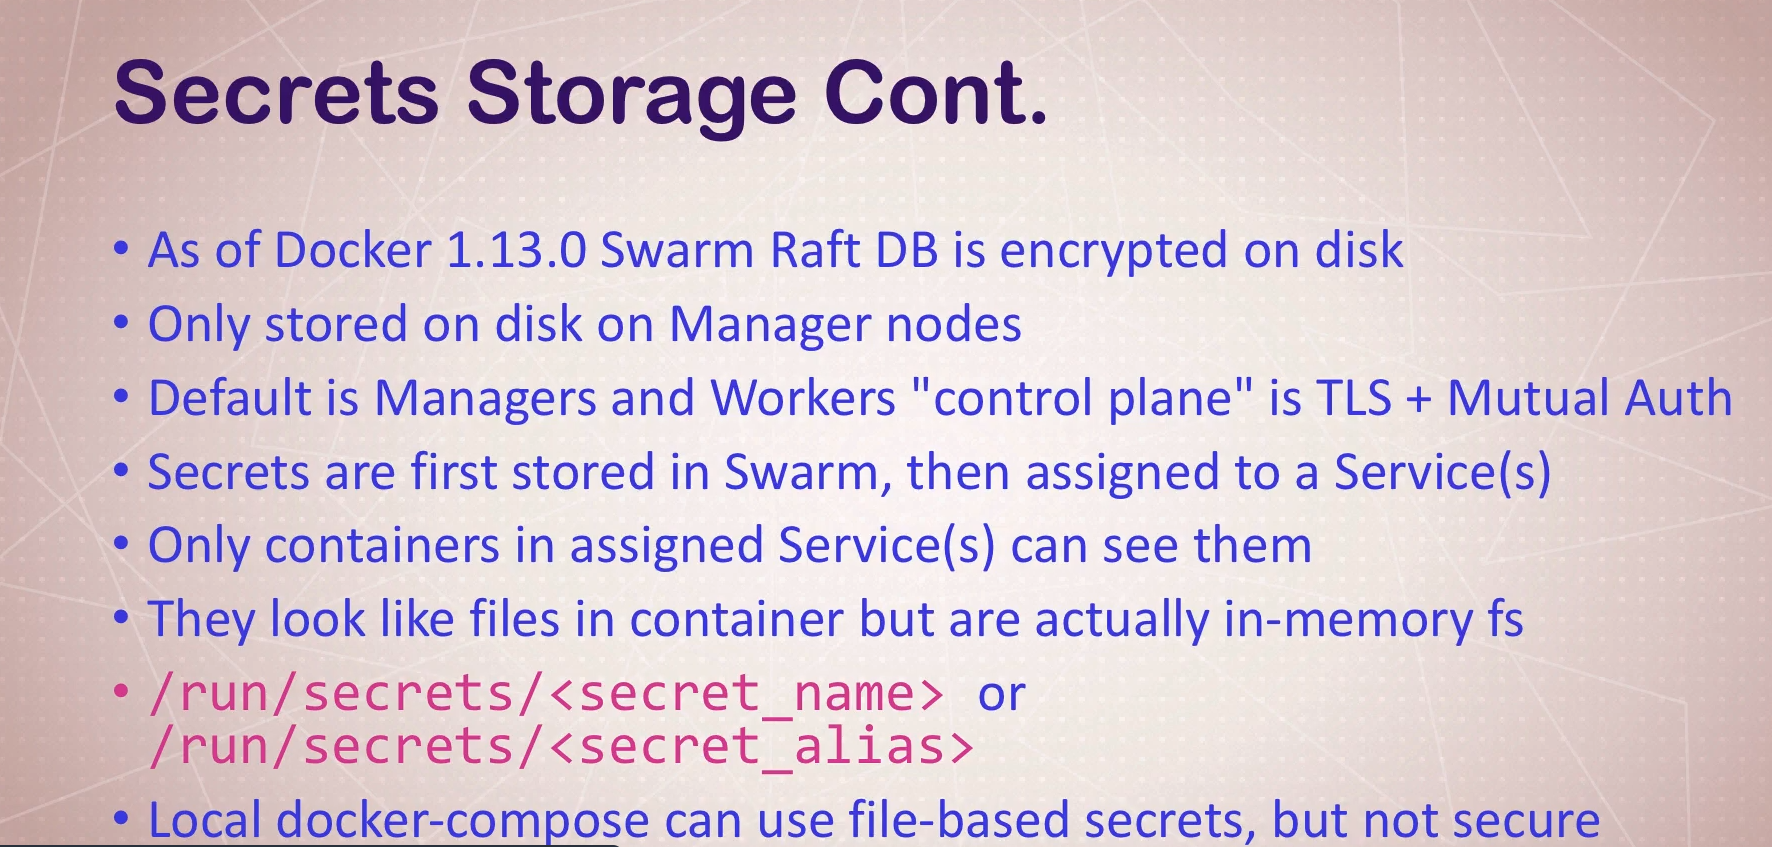 Secrets Storage Cont.
• As of Docker 1.13.0 Swarm Raft DB is encrypted on disk
• Only stored on disk on Manager nodes
• Default is Managers and Workers "control plane" is TLS + Mutual Auth
• Secrets are first stored in Swarm, then assigned to a Service(s)
• Only containers in assigned Service(s) can see them
• They look like files in container but are actually in-memory fs
• /run/secrets/<secret_name> or
/run/secrets/<secret_alias>
• Local docker-compose can use file-based secrets, but not secure